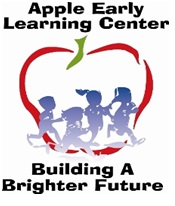 Apple Early
Learning Center
Building A
Brighter Future